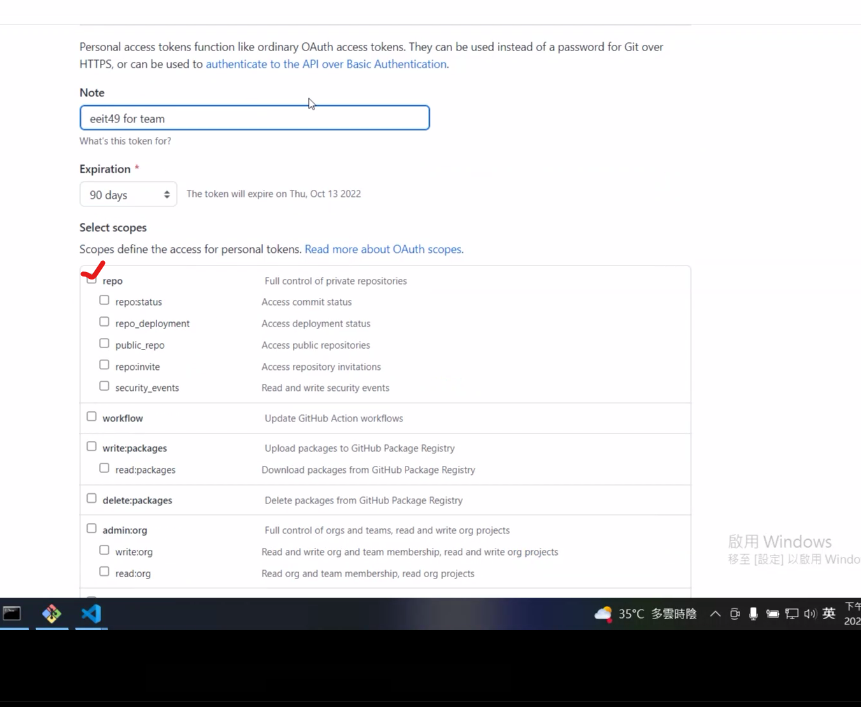 Personal access tokens function like ordinary OAuth access tokens. They can be used instead of a password for Git over
HTTPS, or can be used to authenticate to the API over Basic Authentication.
Note
eeit49 for team
What's this token for?
Expiration *
90 days The token will expire on Thu, Oct 13 2022
Select scopes
Scopes define the access for personal tokens. Read more about OAuth scopes.
repo Full control of private repositories
repo:status Access commit status
repo_deployment Access deployment status
public_repo Access public repositories
repo:invite Access repository invitations
security_events Read and write security events
workflow Update GitHub Action workflows
write:packages Upload packages to GitHub Package Registry
read:packages Download packages from GitHub Package Registry
delete:packages Delete packages from GitHub Package Registry
admin:org Full control of orgs and teams, read and write org projects
write:org Read and write org and team membership, read and write org projects
read:org Read org and team membership, read org projects
啟用 Windows
移至 [設定] 以啟用 Windo
35°C 多雲時陰 英 下午
202